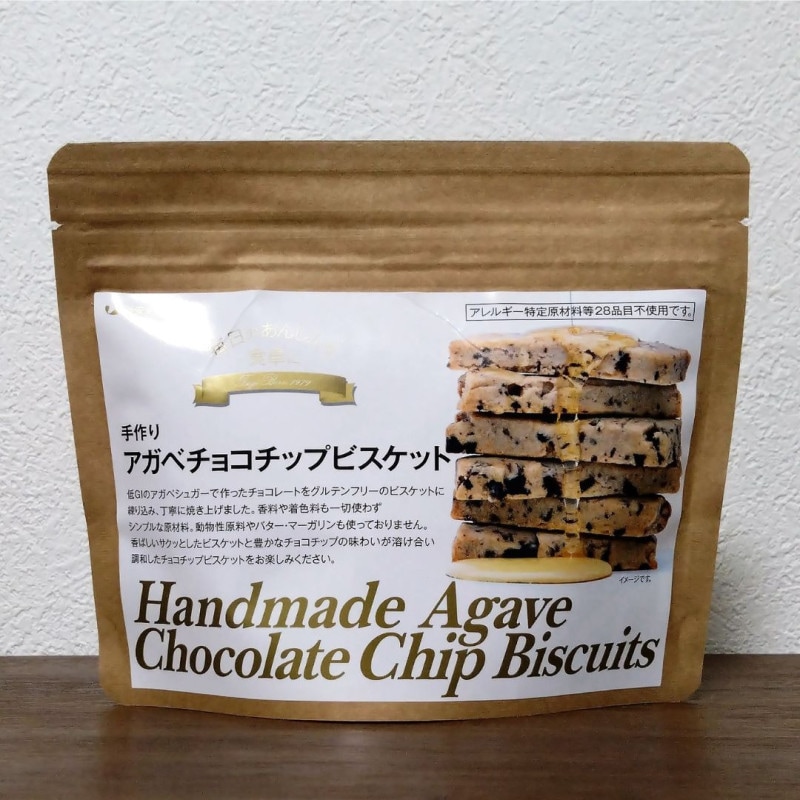 アレルギー特定原材料等28品目不使用です。
手作り
アガベチョコチップビスケット
低GIのアガベシュガーで作ったチョコレートをグルテンフリーのビスケットに
練り込み、丁寧に焼き上げました。香料や着色料も一切使わず
シンプルな原材料。動物性原料やバター・マーガリンも使っておりません。
香ばしいサクッとしたビスケットと豊かなチョコチップの味わいが溶け合い
調和したチョコチップビスケットをお楽しみください。
イメージです。
Handmade Agave
Chocolate Chip Biscuits